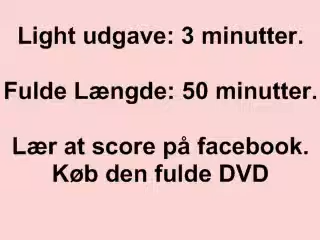 Light udgave: 3 minutter.
Fulde Længde: 50 minutter.
Lær at score på facebook.
Køb den fulde DVD